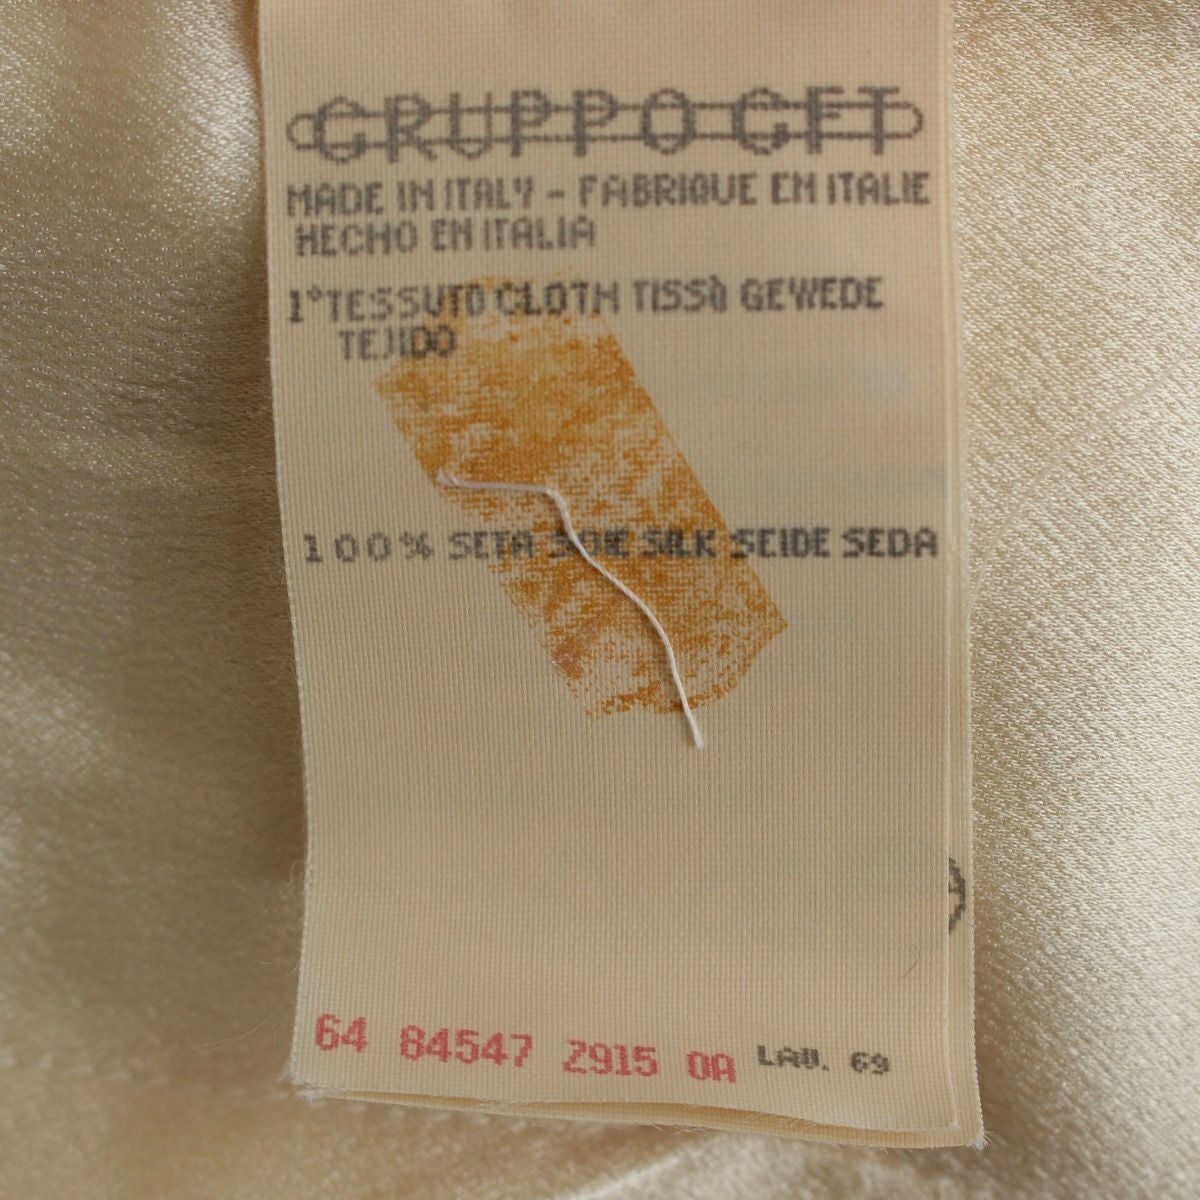 GRUPPO GFT
MADE IN ITALY - FABRIQUE EN ITALIE
HECHO EN ITALIA
1°TESSUTO CLOTH TISSÙ GEWEDE
TEJIDO
100% SETA SOIE SILK SEIDE SEDA
64 84547 2915 0A LAV. 69